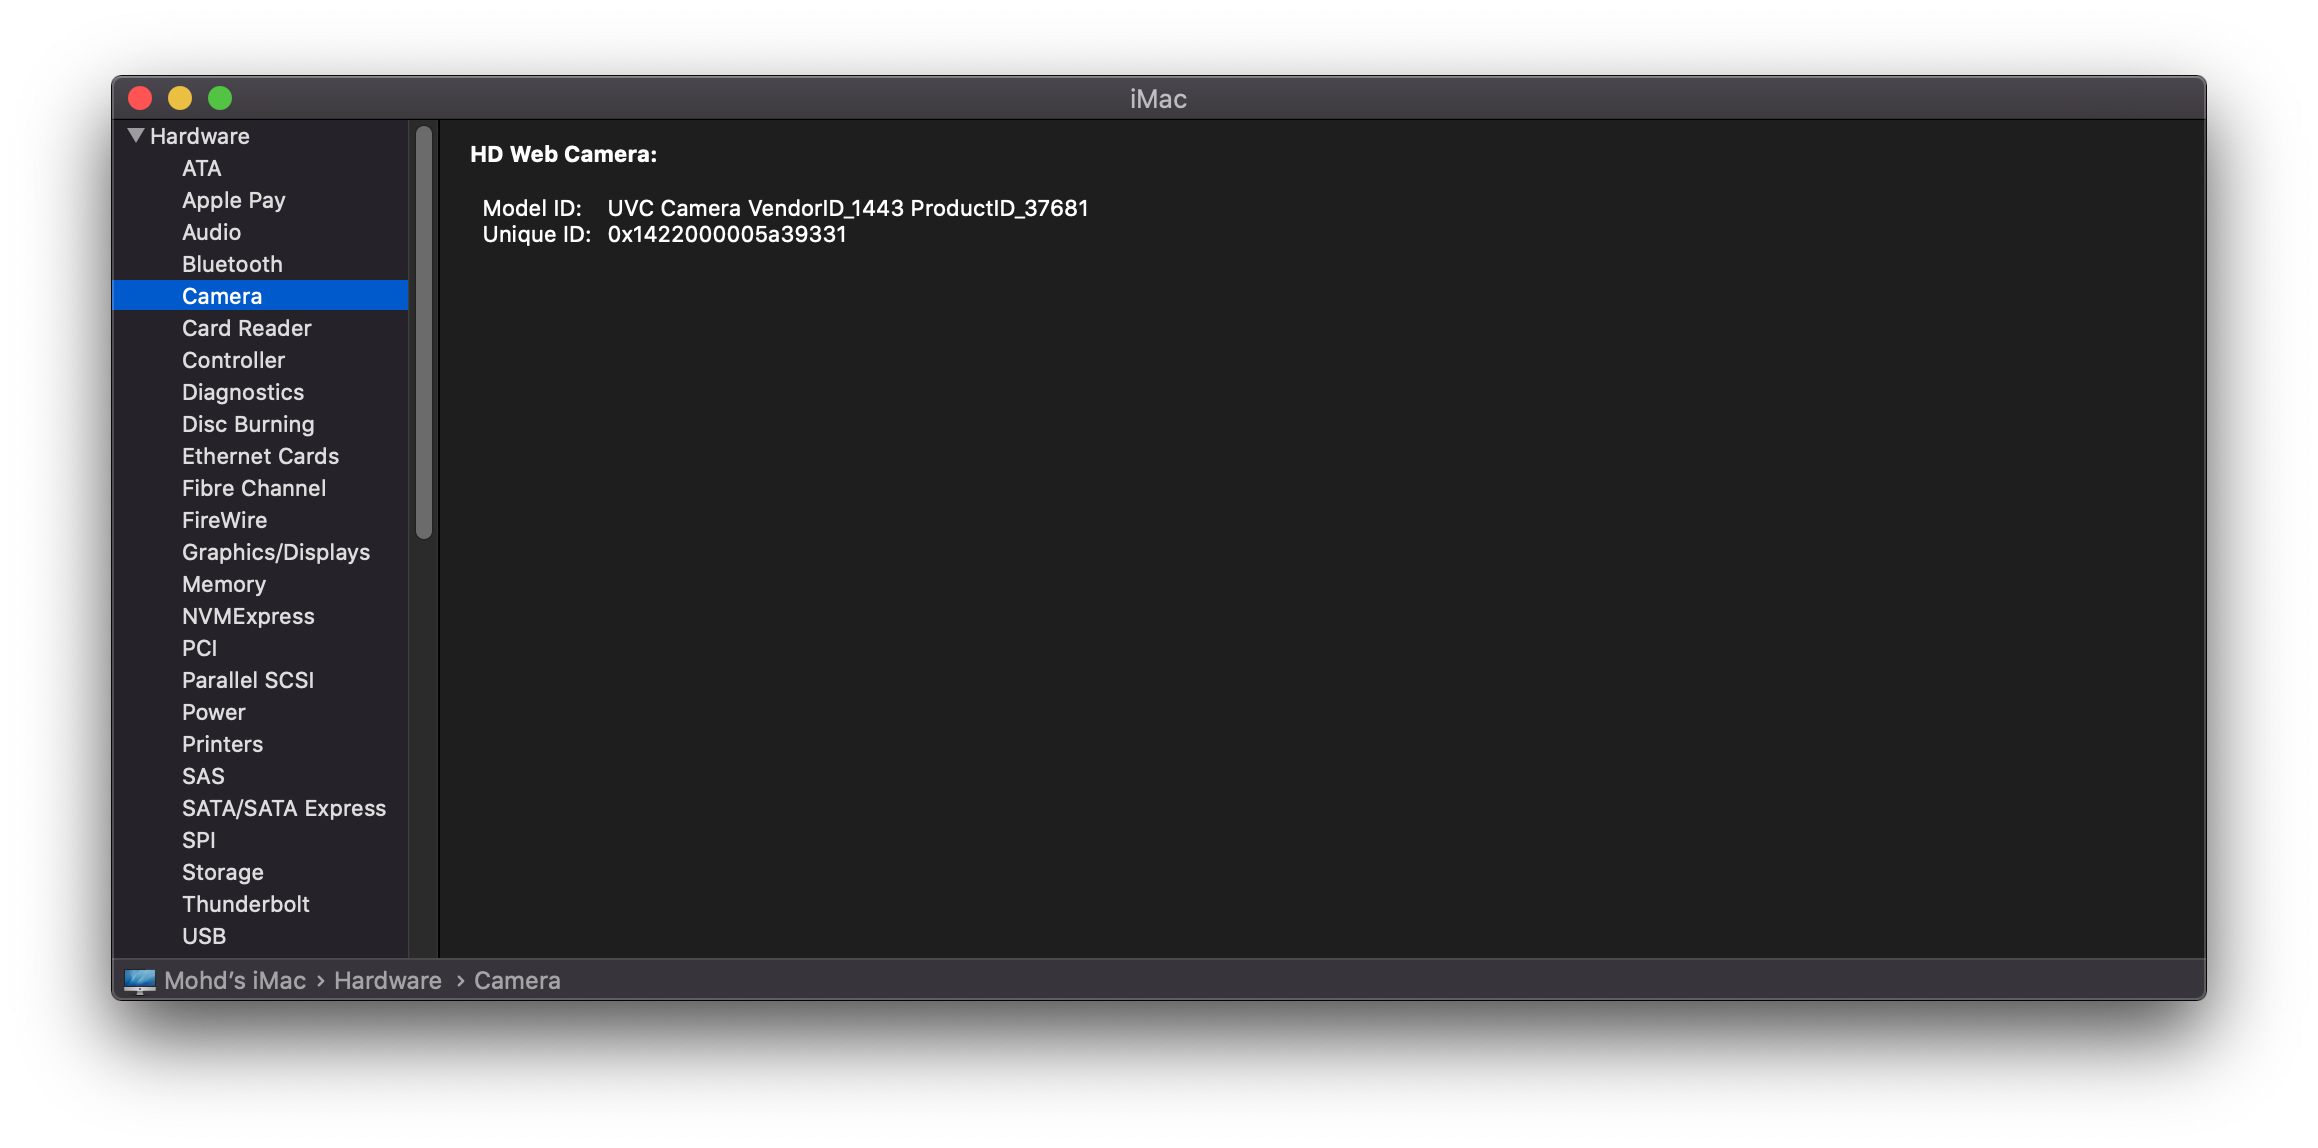 iMac
Hardware
ATA
Apple Pay
Audio
Bluetooth
Camera
Card Reader
Controller
Diagnostics
Disc Burning
Ethernet Cards
Fibre Channel
FireWire
Graphics/Displays
Memory
NVMExpress
PCI
Parallel SCSI
Power
Printers
SAS
SATA/SATA Express
SPI
Storage
Thunderbolt
USB
HD Web Camera:
Model ID: UVC Camera VendorID_1443 ProductID_37681
Unique ID: 0x1422000005a39331
Mohd’s iMac › Hardware › Camera